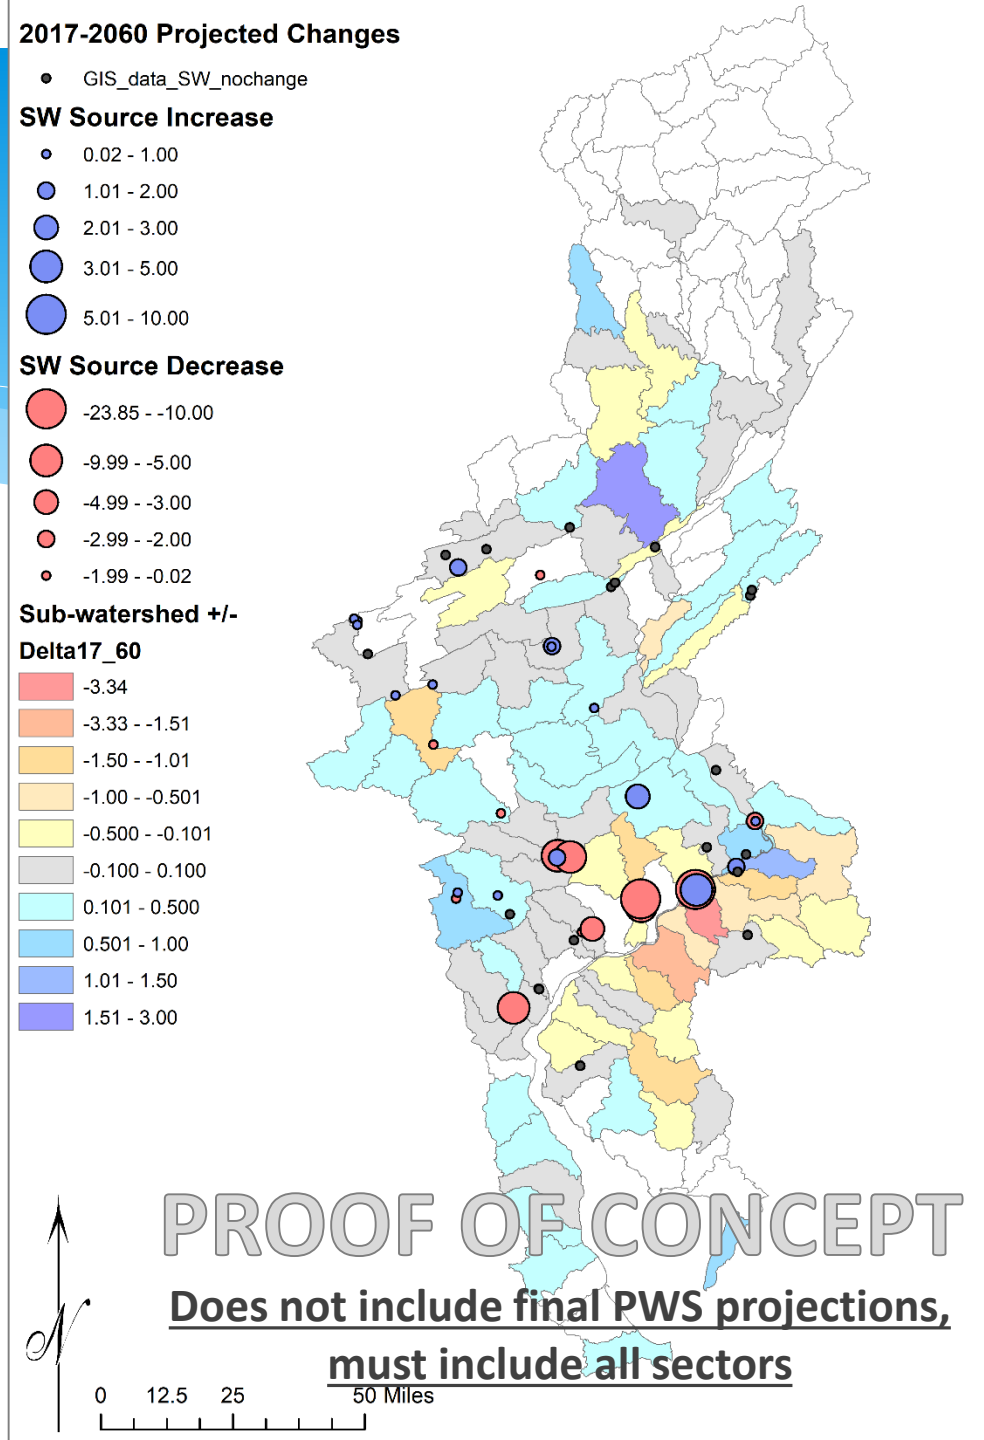 2017-2060 Projected Changes
GIS_data_SW_nochange
SW Source Increase
0.02 - 1.00
1.01 - 2.00
2.01 - 3.00
3.01 - 5.00
5.01 - 10.00
SW Source Decrease
-23.85 - -10.00
-9.99 - -5.00
-4.99 - -3.00
-2.99 - -2.00
-1.99 - -0.02
Sub-watershed +/-
Delta17_60
-3.34
-3.33 - -1.51
-1.50 - -1.01
-1.00 - -0.501
-0.500 - -0.101
-0.100 - 0.100
0.101 - 0.500
0.501 - 1.00
1.01 - 1.50
1.51 - 3.00
PROOF OF CONCEPT
Does not include final PWS projections,
must include all sectors
N
0 12.5 25 50 Miles